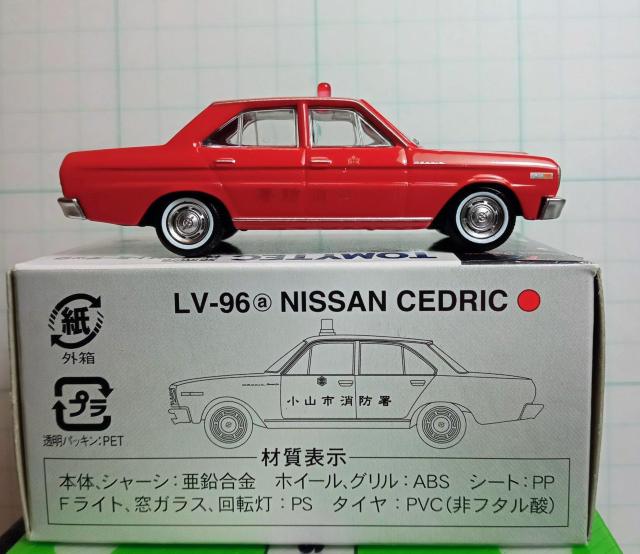 TOMYTEC
LV-96ⓐ NISSAN CEDRIC
紙
外箱
プラ
透明パッキン:PET
小山市消防署
材質表示
本体、シャーシ:亜鉛合金 ホイール、グリル:ABS シート:PP
Fライト、窓ガラス、回転灯:PS タイヤ:PVC(非フタル酸)